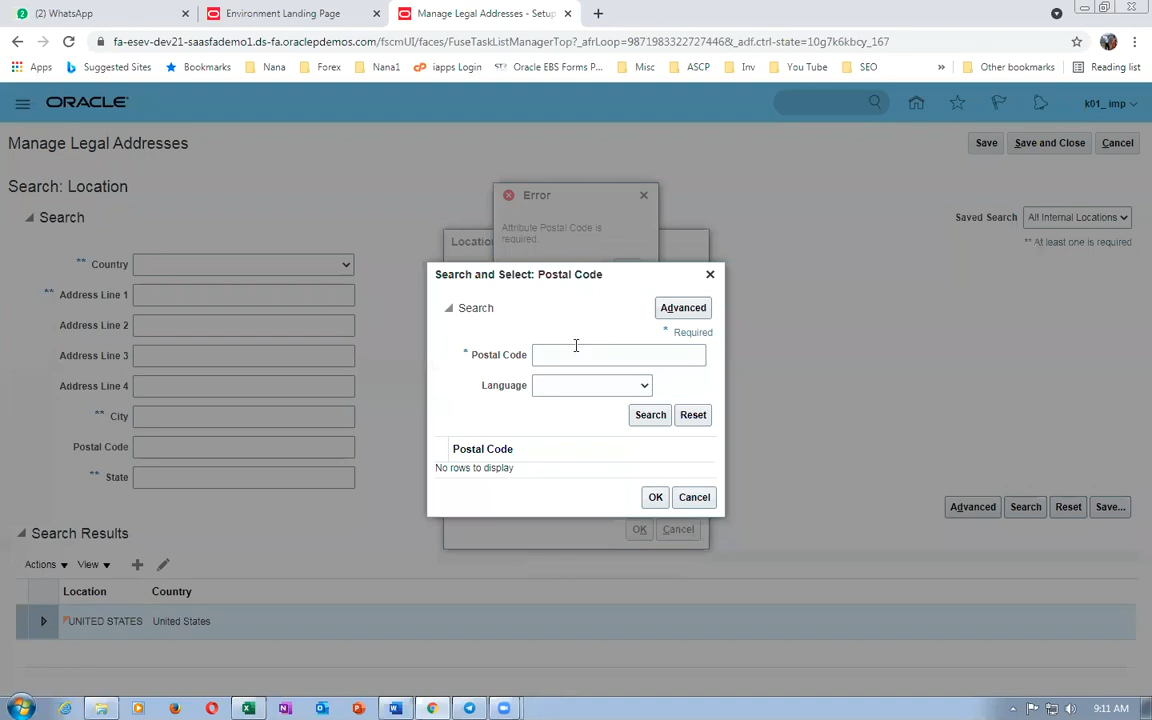 (2) WhatsApp
Environment Landing Page
Manage Legal Addresses - Setup
fa-esev-dev21-saasfademo1.ds-fa.oraclepdemos.com/fscmUI/faces/FuseTaskListManagerTop?_afrLoop=98719833227274468&_adf.ctrl-state=10g7k6kbcy_167
Apps
Suggested Sites
Bookmarks
Nana
Forex
Nana1
iapps Login
Oracle EBS Forms P...
Misc
ASCP
Inv
You Tube
SEO
»
Other bookmarks
Reading list
ORACLE
k01_ imp
Manage Legal Addresses
Save
Save and Close
Cancel
Search: Location
Search
Saved Search
All Internal Locations
** At least one is required
** Country
** Address Line 1
Address Line 2
Address Line 3
Address Line 4
** City
Postal Code
** State
Error
Attribute Postal Code is
required.
Search and Select: Postal Code
Search
Advanced
* Required
* Postal Code
Language
Search
Reset
Postal Code
No rows to display
OK
Cancel
OK
Cancel
Advanced
Search
Reset
Save...
Search Results
Actions
View
Location
Country
UNITED STATES
United States
9:11 AM